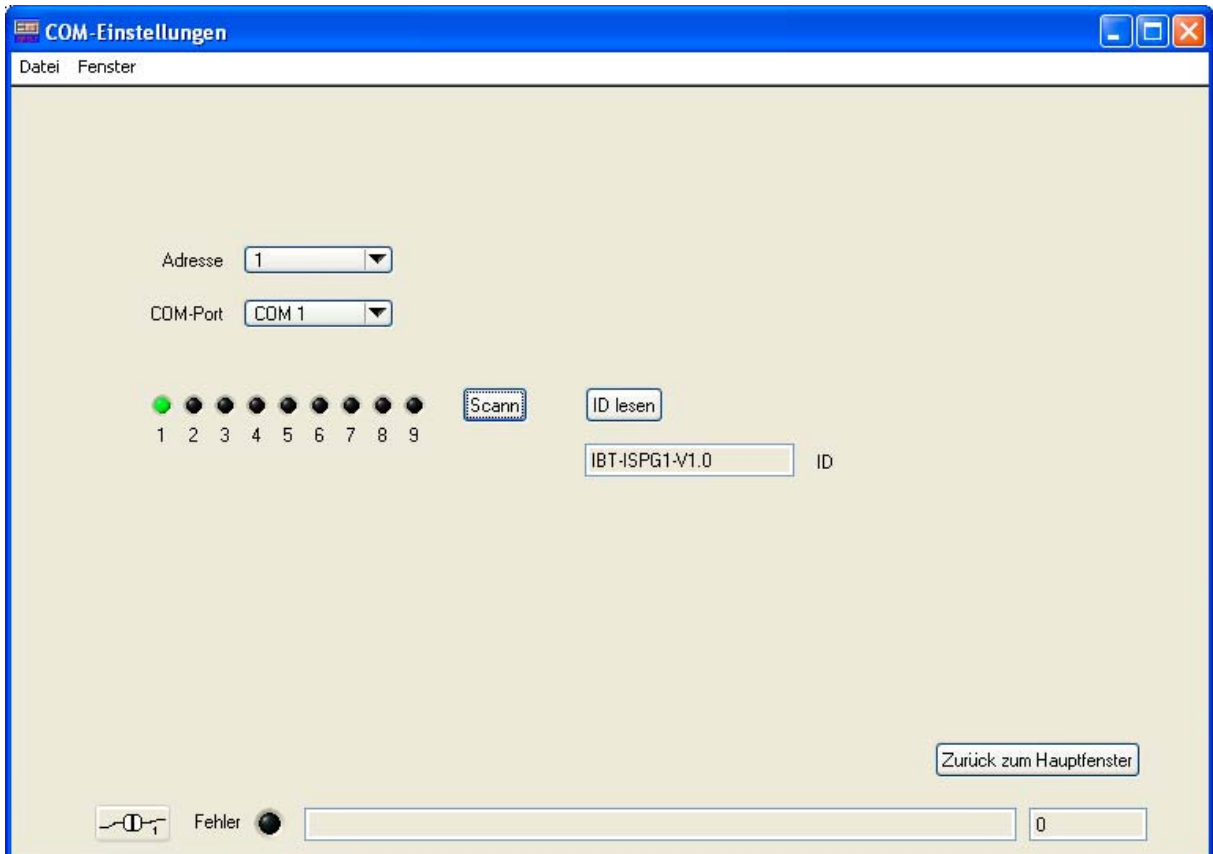 COM-Einstellungen
Datei Fenster
Adresse 1
COM-Port COM 1
Scann ID lesen
1 2 3 4 5 6 7 8 9
IBT-ISPG1-V1.0 ID
Zurück zum Hauptfenster
1 Fehler 0